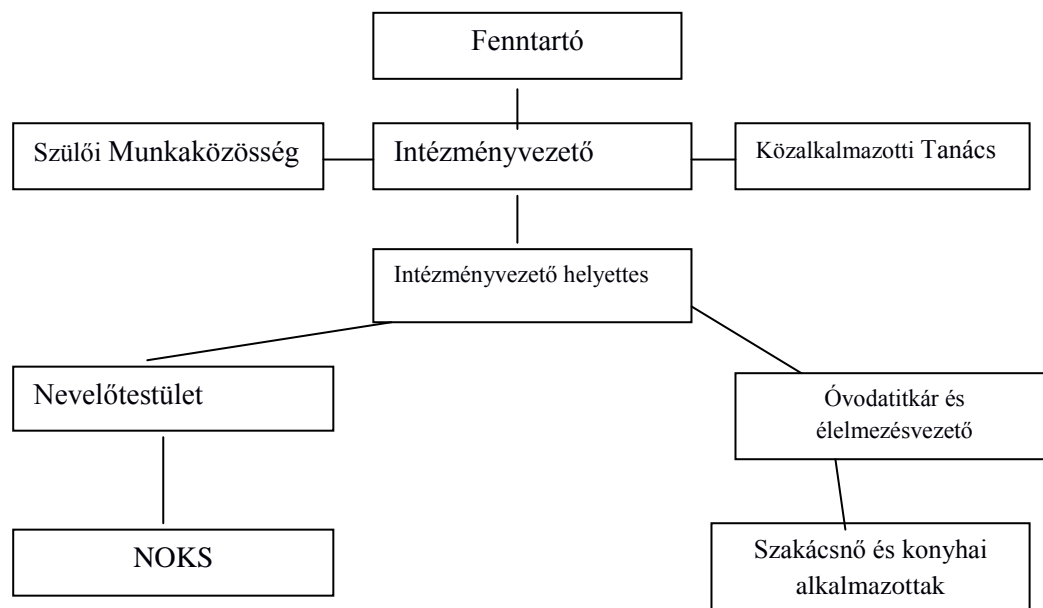 Fenntartó
Szülői Munkaközösség
Intézményvezető
Közalkalmazotti Tanács
Intézményvezető helyettes
Nevelőtestület
Óvodatitkár és
élelmezésvezető
NOKS
Szakácsnő és konyhai
alkalmazottak